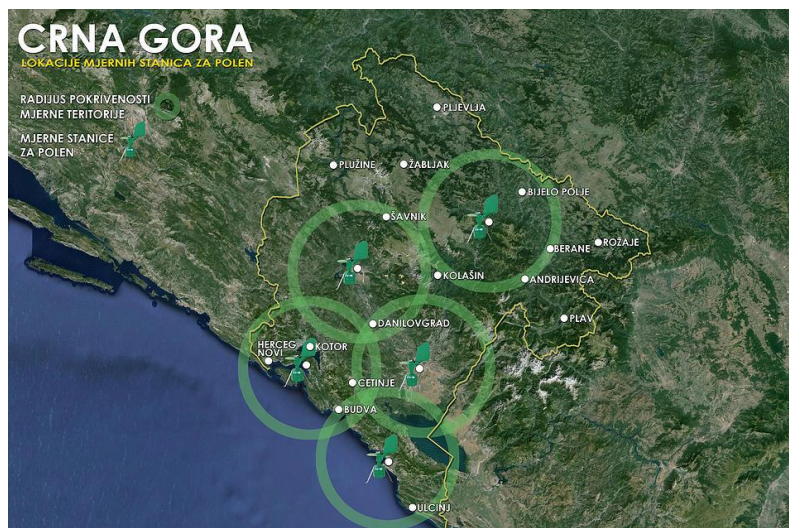 CRNA GORA
LOKACIJE MJERNIH STANICA ZA POLEN
RADIJUS POKRIVENOSTI
MJERNE TERITORIJE
MJERNE STANICE
ZA POLEN
PLJEVLJA
PLUŽINE
ŽABLJAK
BIJELO POLJE
ŠAVNIK
ROŽAJE
BERANE
KOLAŠIN
ANDRIJEVICA
PLAV
DANILOVGRAD
HERCEG
NOVI
KOTOR
CETINJE
BUDVA
ULCINJ